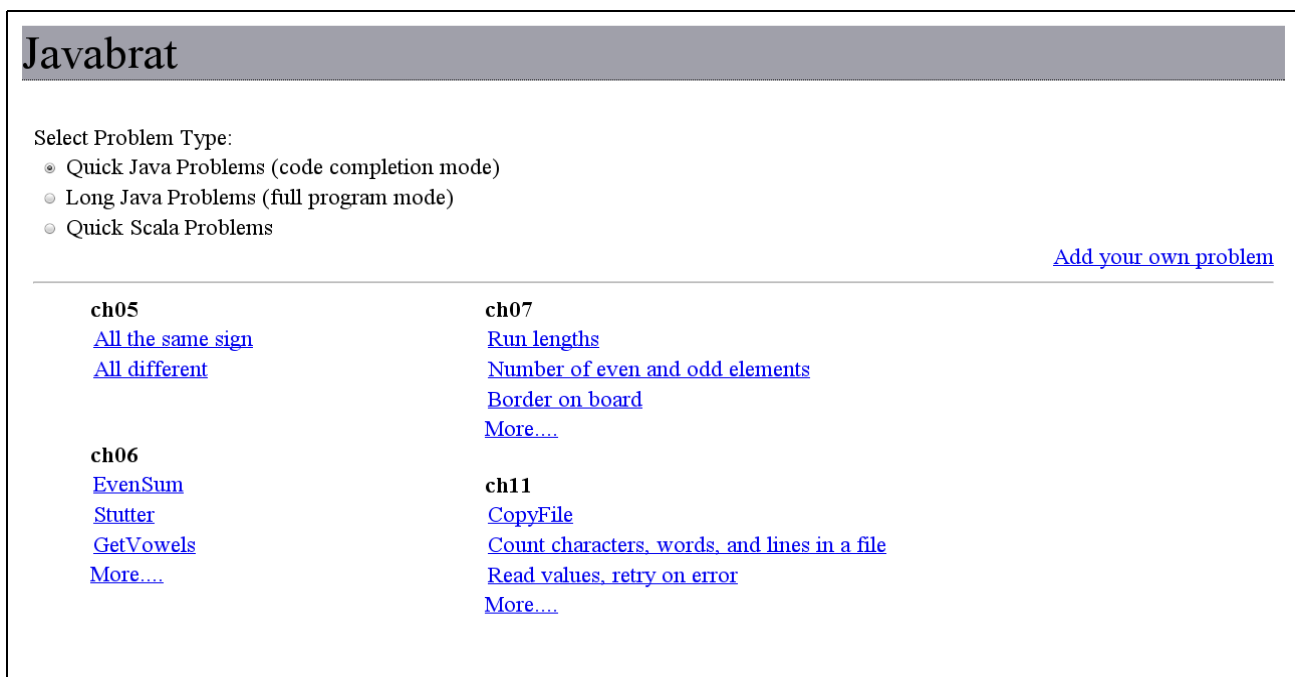 Javabrat
Select Problem Type:
Quick Java Problems (code completion mode)
Long Java Problems (full program mode)
Quick Scala Problems
Add your own problem
ch05
All the same sign
All different
ch06
EvenSum
Stutter
GetVowels
More....
ch07
Run lengths
Number of even and odd elements
Border on board
More....
ch11
CopyFile
Count characters, words, and lines in a file
Read values, retry on error
More....